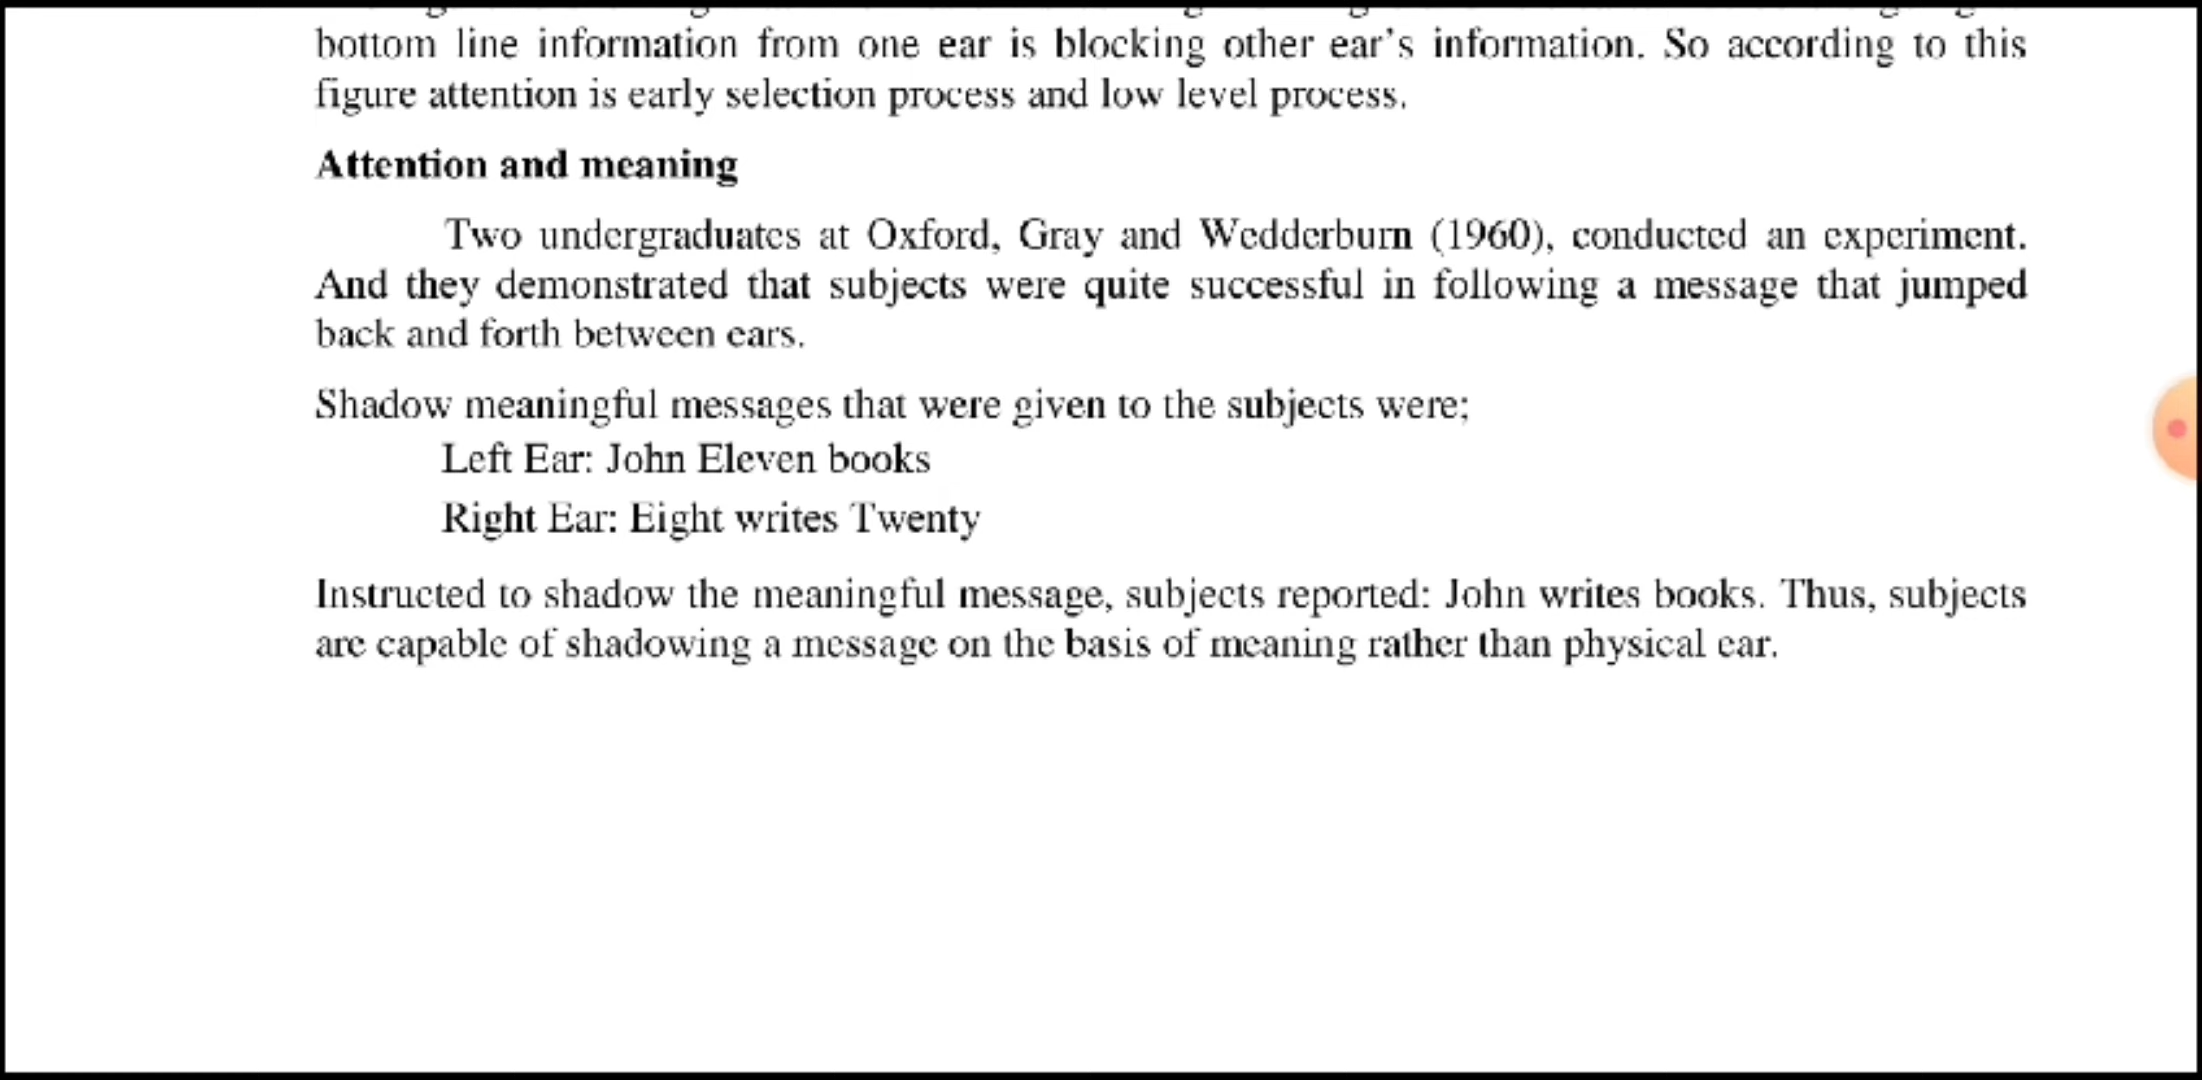 bottom line information from one ear is blocking other ear's information. So according to this
figure attention is early selection process and low level process.
Attention and meaning
Two undergraduates at Oxford, Gray and Wedderburn (1960), conducted an experiment.
And they demonstrated that subjects were quite successful in following a message that jumped
back and forth between ears.
Shadow meaningful messages that were given to the subjects were;
Left Ear: John Eleven books
Right Ear: Eight writes Twenty
Instructed to shadow the meaningful message, subjects reported: John writes books. Thus, subjects
are capable of shadowing a message on the basis of meaning rather than physical ear.